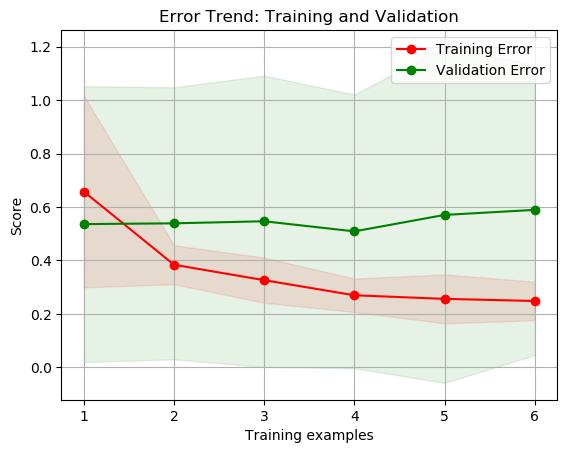 Error Trend: Training and Validation
Training Error
Validation Error
1.2
1.0
0.8
0.6
0.4
0.2
0.0
Score
1 2 3 4 5 6
Training examples